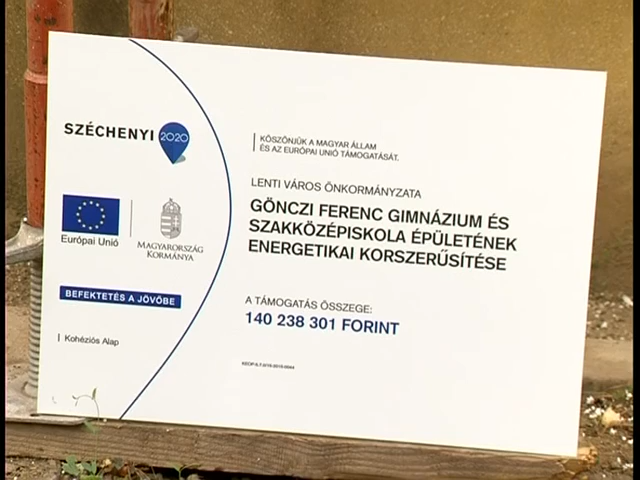 SZÉCHENYI 2020
KÖSZÖNJÜK A MAGYAR ÁLLAM
ÉS AZ EURÓPAI UNIÓ TÁMOGATÁSÁT.
LENTI VÁROS ÖNKORMÁNYZATA
GÖNCZI FERENC GIMNÁZIUM ÉS
SZAKKÖZÉPISKOLA ÉPÜLETÉNEK
ENERGETIKAI KORSZERŰSÍTÉSE
Európai Unió
MAGYARORSZÁG
KORMÁNYA
BEFEKTETÉS A JÖVŐBE
A TÁMOGATÁS ÖSSZEGE:
140 238 301 FORINT
Kohéziós Alap